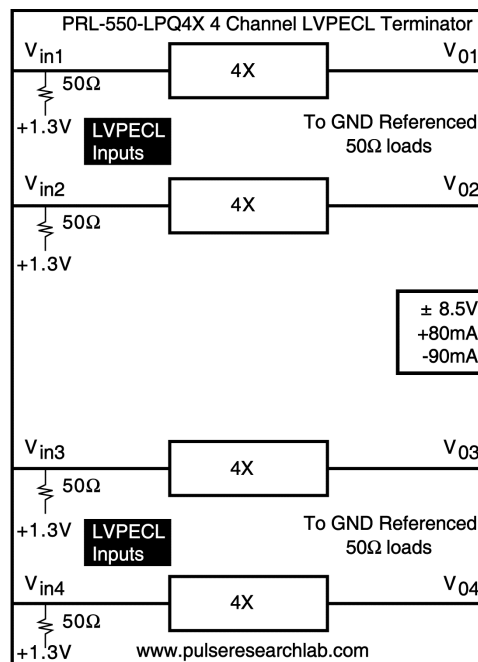 PRL-550-LPQ4X 4 Channel LVPECL Terminator
Vin1
4X
V01
50Ω
+1.3V
LVPECL
Inputs
To GND Referenced
50Ω loads
Vin2
4X
V02
50Ω
+1.3V
± 8.5V
+80mA
-90mA
Vin3
4X
V03
50Ω
+1.3V
LVPECL
Inputs
To GND Referenced
50Ω loads
Vin4
4X
V04
50Ω
+1.3V
www.pulseresearchlab.com